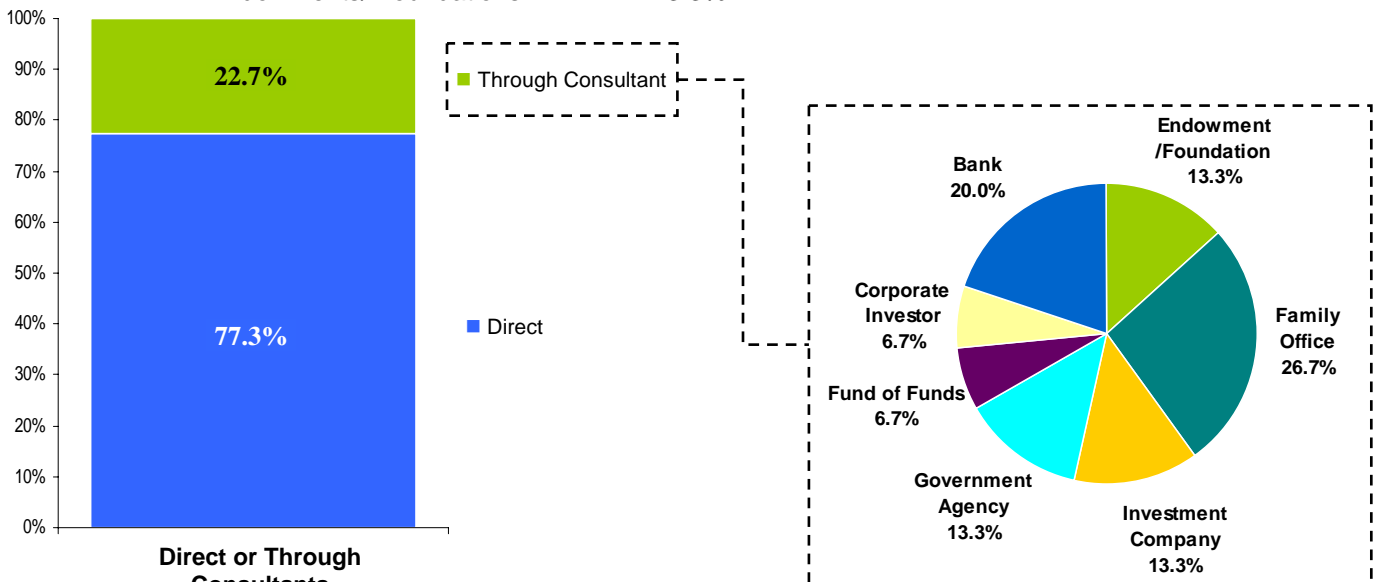 100%
90%
80%
70%
60%
50%
40%
30%
20%
10%
0%
22.7%
77.3%
Direct or Through
Consultants
Through Consultant
Direct
Endowment
/Foundation
13.3%
Bank
20.0%
Corporate
Investor
6.7%
Family
Office
26.7%
Fund of Funds
6.7%
Government
Agency
13.3%
Investment
Company
13.3%